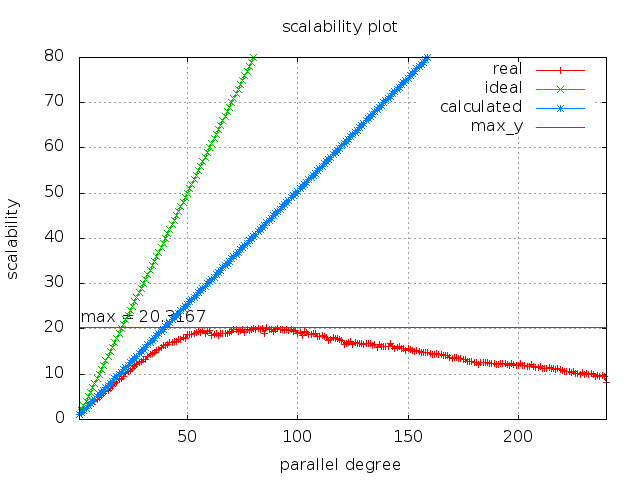 scalability plot
80
70
60
50
40
30
20
10
0
scalability
real
ideal
calculated
max_y
max = 20.3167
50
100
150
200
parallel degree